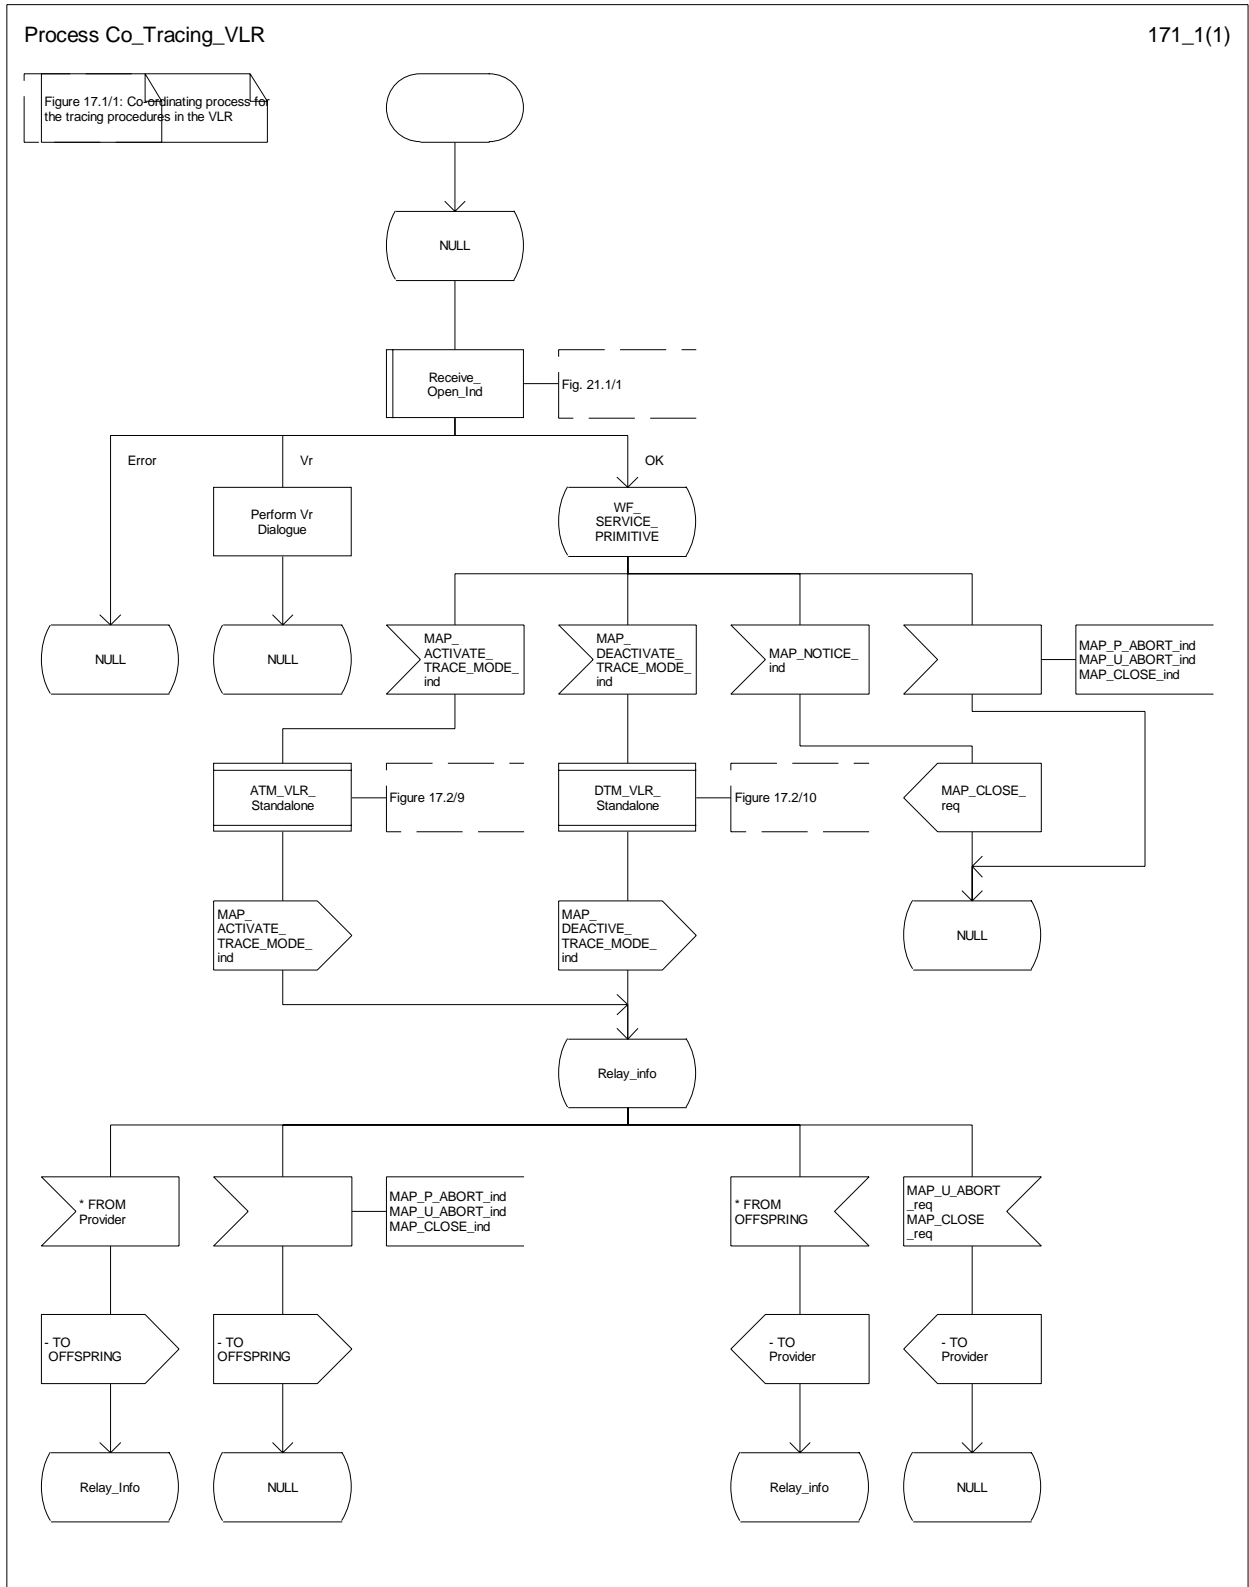 Process Co_Tracing_VLR
171_1(1)
Figure 17.1/1: Co-ordinating process for
the tracing procedures in the VLR
NULL
Receive_
Open_Ind
Fig. 21.1/1
Error
Vr
OK
Perform Vr
Dialogue
WF_
SERVICE_
PRIMITIVE
NULL
NULL
MAP_
ACTIVATE_
TRACE_MODE_
ind
MAP_
DEACTIVATE_
TRACE_MODE_
ind
MAP_NOTICE_
ind
MAP_P_ABORT_ind
MAP_U_ABORT_ind
MAP_CLOSE_ind
ATM_VLR_
Standalone
Figure 17.2/9
DTM_VLR_
Standalone
Figure 17.2/10
MAP_CLOSE_
req
MAP_
ACTIVATE_
TRACE_MODE_
ind
MAP_
DEACTIVE_
TRACE_MODE_
ind
NULL
Relay_info
* FROM
Provider
MAP_P_ABORT_ind
MAP_U_ABORT_ind
MAP_CLOSE_ind
* FROM
OFFSPRING
MAP_U_ABORT
_req
MAP_CLOSE
_req
- TO
OFFSPRING
- TO
OFFSPRING
- TO
Provider
- TO
Provider
Relay_Info
NULL
Relay_info
NULL